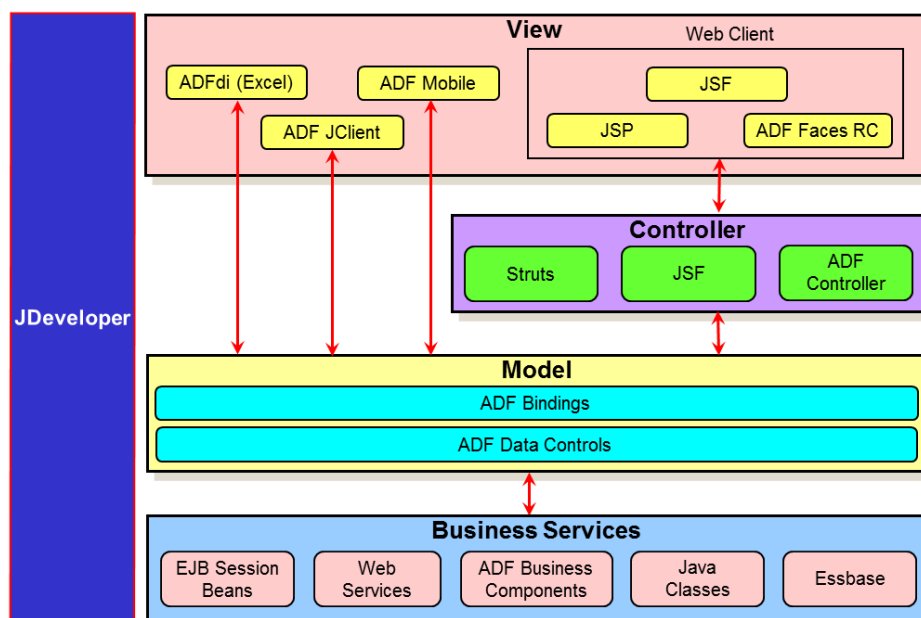 JDeveloper
View
Web Client
ADFdi (Excel)
ADF Mobile
JSF
ADF JClient
JSP
ADF Faces RC
Controller
Struts
JSF
ADF
Controller
Model
ADF Bindings
ADF Data Controls
Business Services
EJB Session
Beans
Web
Services
ADF Business
Components
Java
Classes
Essbase